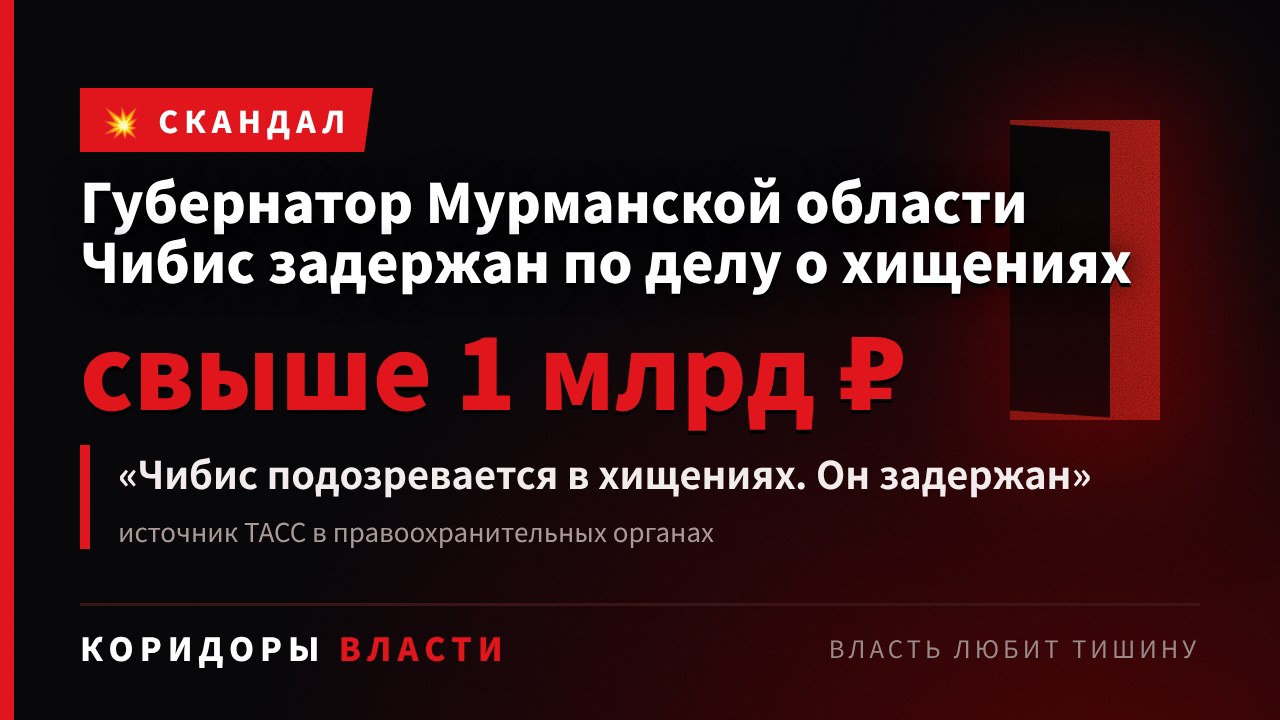 💥 СКАНДАЛ
Губернатор Мурманской области
Чибис задержан по делу о хищениях
свыше 1 млрд ₽
«Чибис подозревается в хищениях. Он задержан»
источник ТАСС в правоохранительных органах
КОРИДОРЫ ВЛАСТИ
ВЛАСТЬ ЛЮБИТ ТИШИНУ